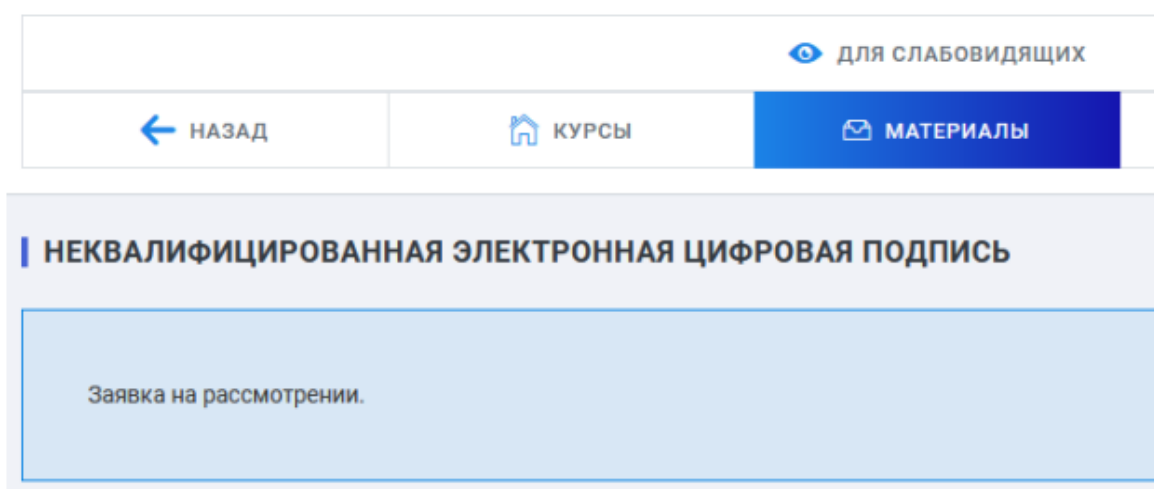 ДЛЯ СЛАБОВИДЯЩИХ
НАЗАД КУРСЫ МАТЕРИАЛЫ
НЕКВАЛИФИЦИРОВАННАЯ ЭЛЕКТРОННАЯ ЦИФРОВАЯ ПОДПИСЬ
Заявка на рассмотрении.